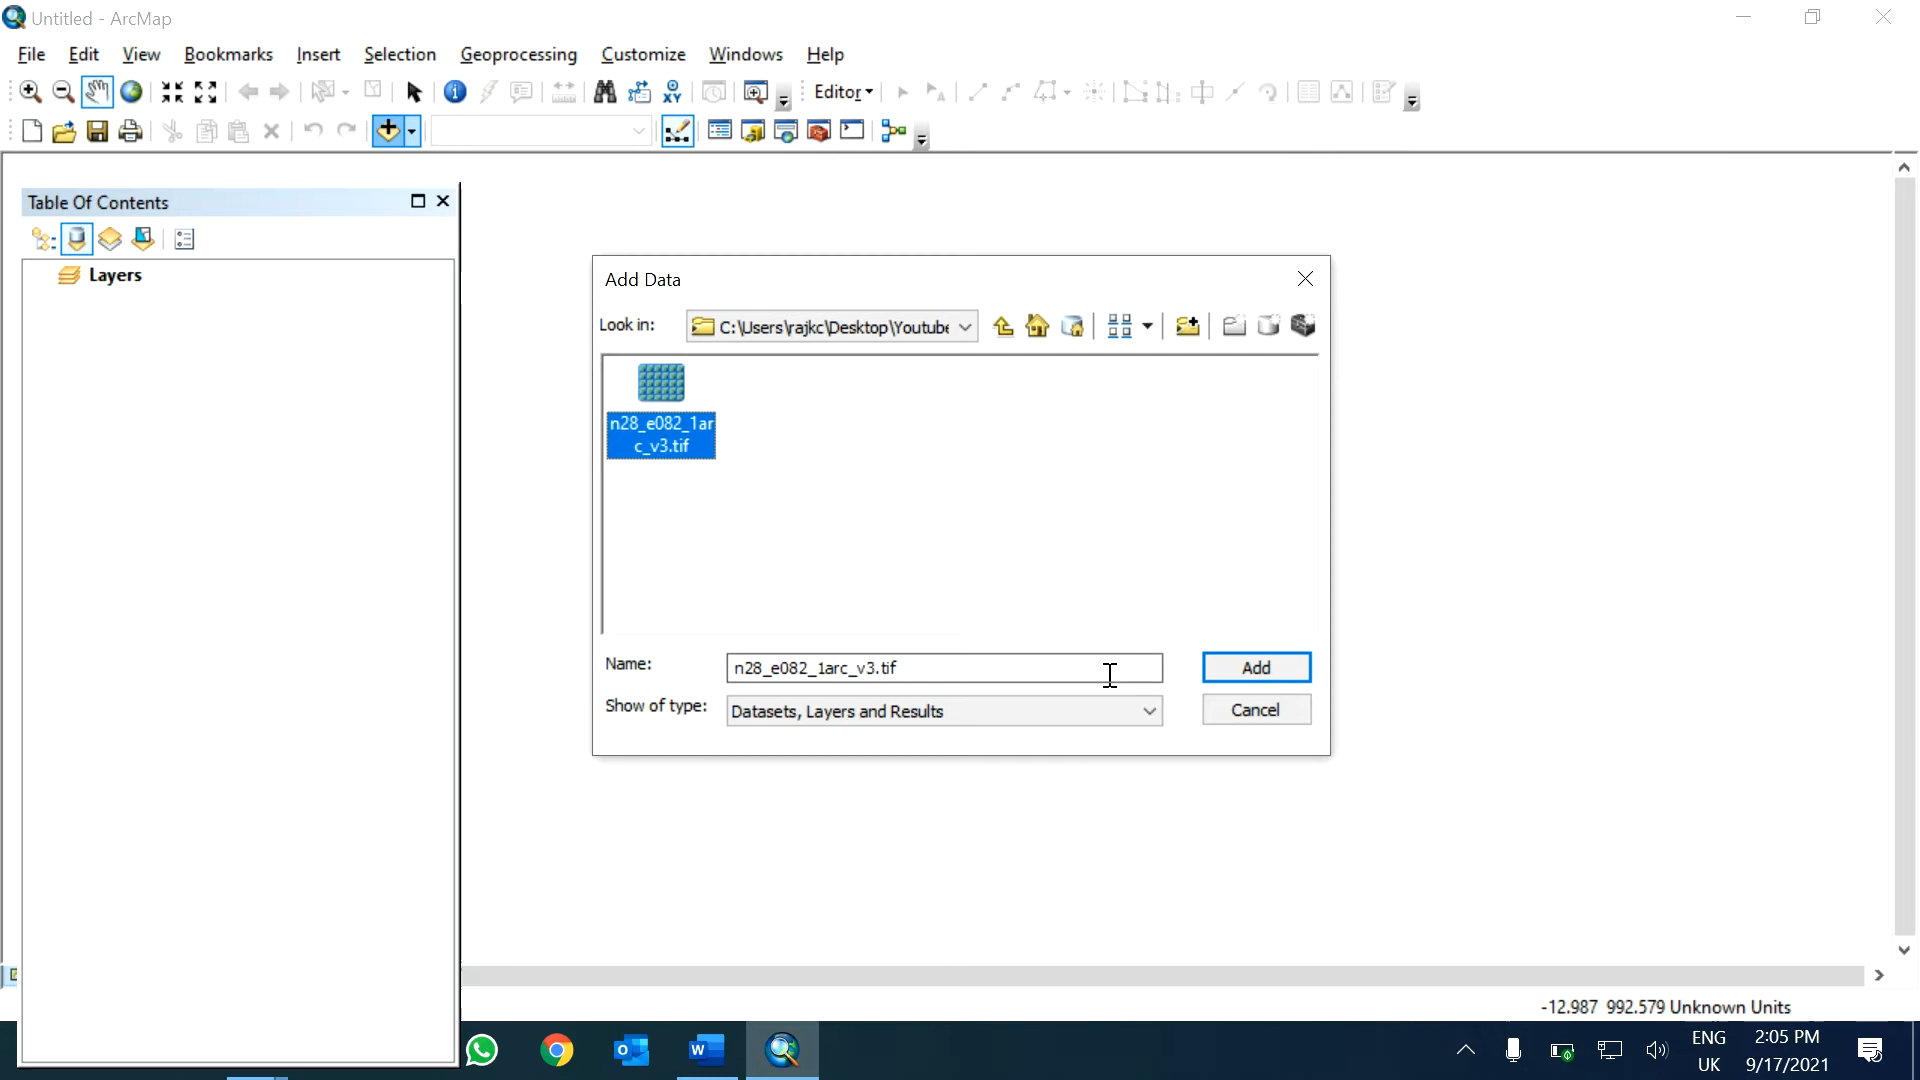 Untitled - ArcMap
File Edit View Bookmarks Insert Selection Geoprocessing Customize Windows Help
Editor
Table Of Contents
Layers
Add Data
Look in: C:\Users\rajkc\Desktop\Youtube
n28_e082_1ar
c_v3.tif
Name: n28_e082_1arc_v3.tif Add
Show of type: Datasets, Layers and Results Cancel
-12.987 992.579 Unknown Units
ENG 2:05 PM
UK 9/17/2021